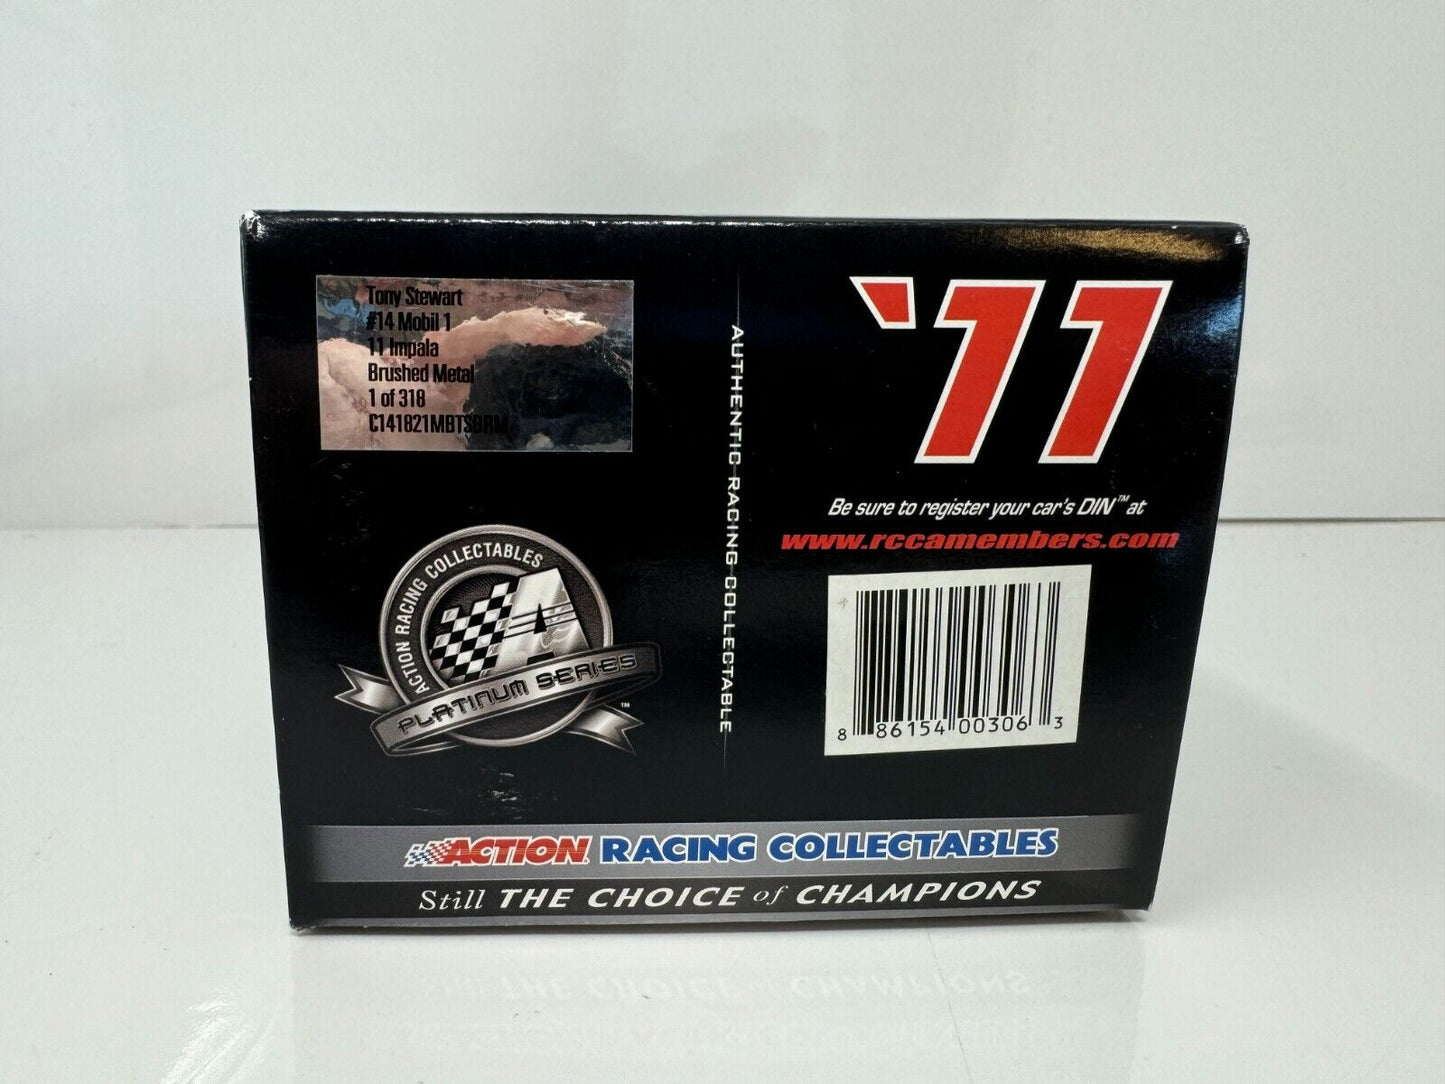 Tony Stewart
#14 Mobil 1
11 Impala
Brushed Metal
1 of 318
C141821MBTSBRM
ACTION RACING COLLECTABLES
A
PLATINUM SERIES
™
AUTHENTIC RACING COLLECTABLE
'11
Be sure to register your car's DIN™ at
www.rccamembers.com
8 86154 00306 3
ACTION RACING COLLECTABLES
Still THE CHOICE of CHAMPIONS